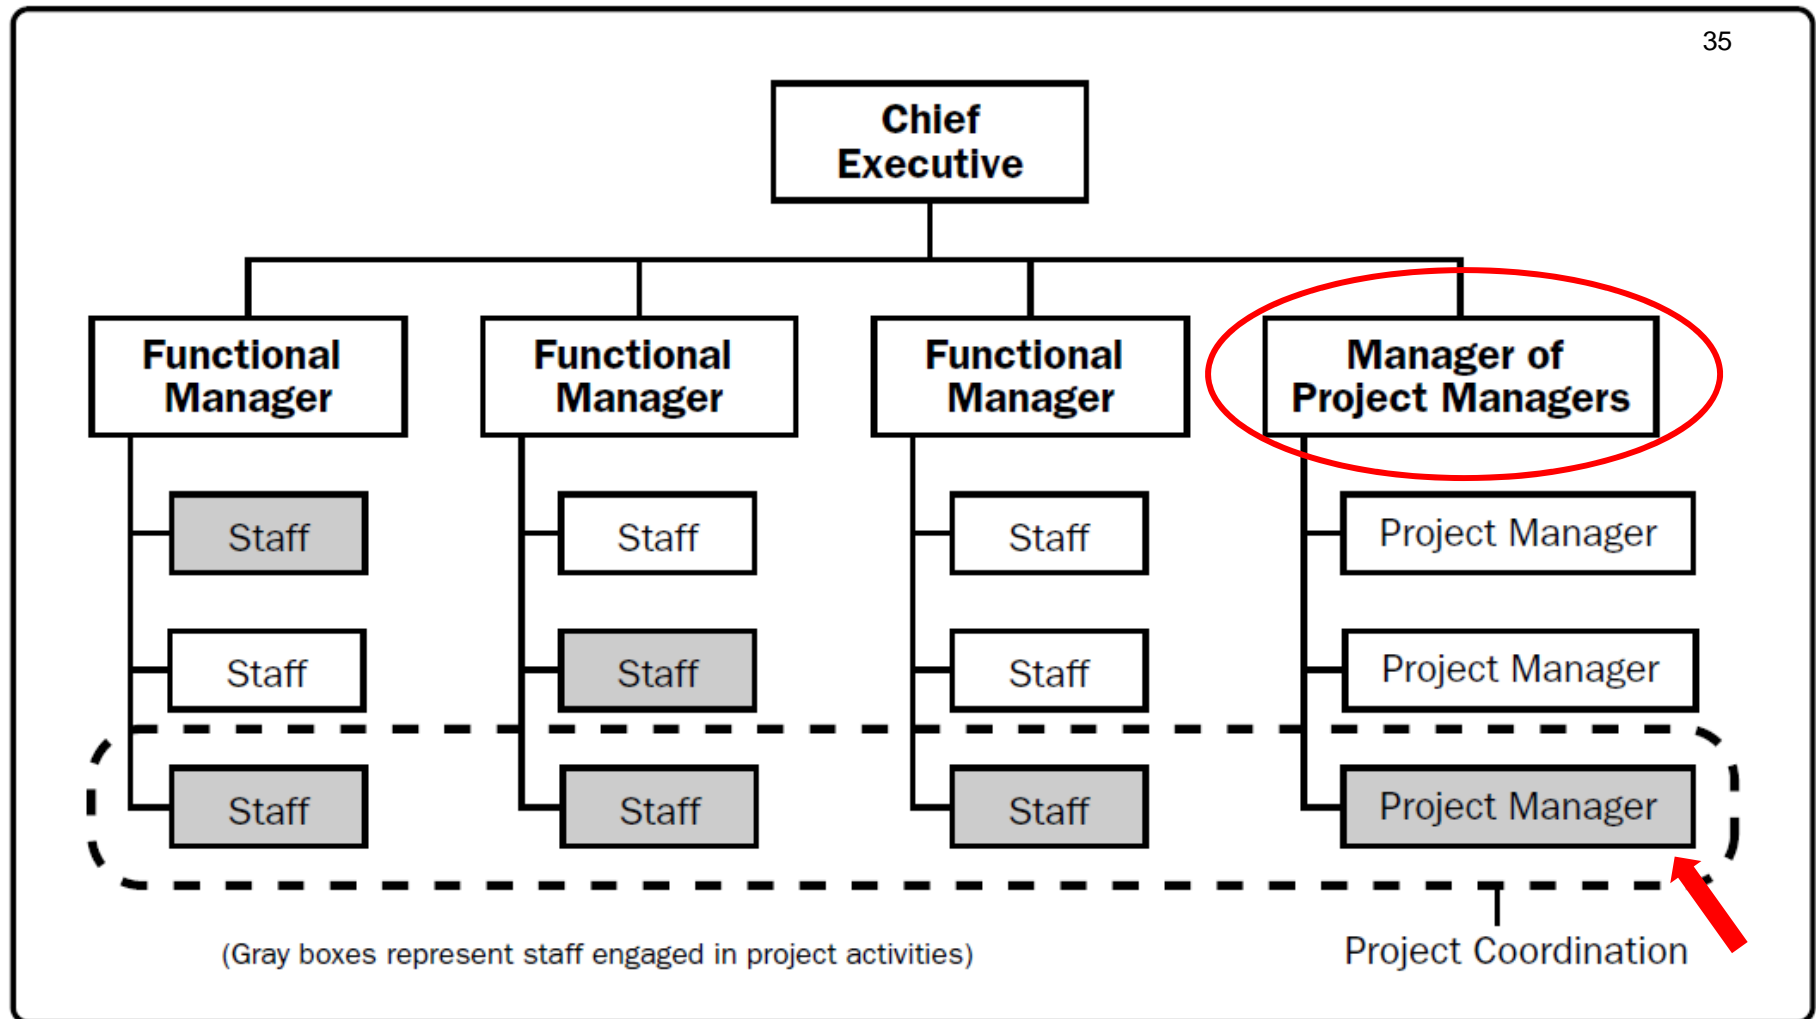 35
Chief
Executive
Functional
Manager
Functional
Manager
Functional
Manager
Manager of
Project Managers
Staff
Staff
Staff
Project Manager
Staff
Staff
Staff
Project Manager
Staff
Staff
Staff
Project Manager
(Gray boxes represent staff engaged in project activities)
Project Coordination